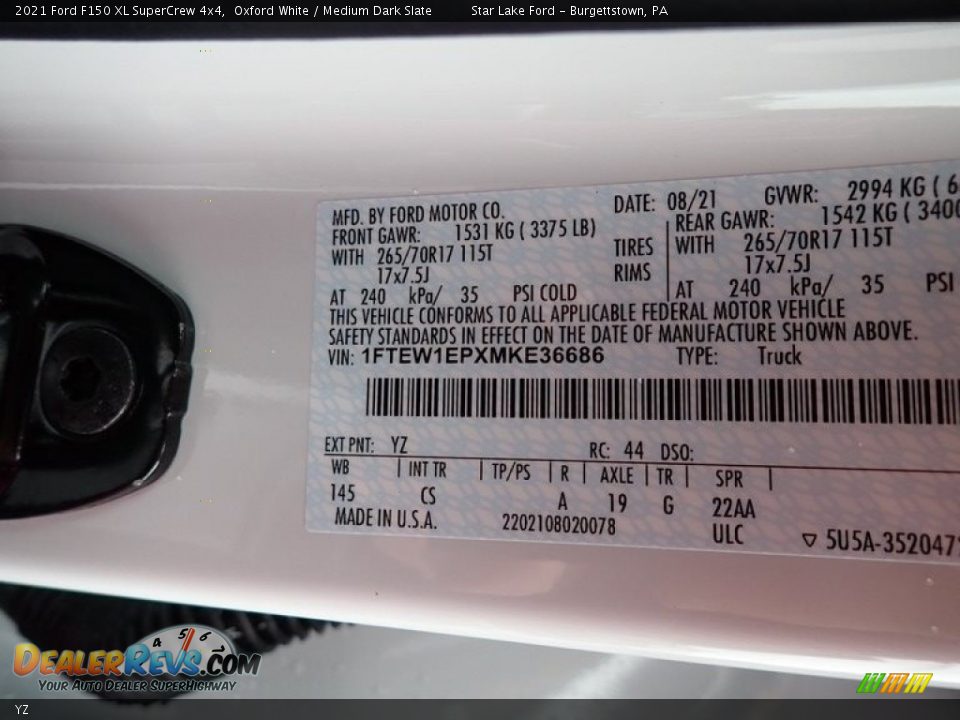 2021 Ford F150 XL SuperCrew 4x4, Oxford White / Medium Dark Slate Star Lake Ford - Burgettstown, PA
MFD. BY FORD MOTOR CO. DATE: 08/21 GVWR: 2994 KG ( 6
FRONT GAWR: 1531 KG ( 3375 LB) REAR GAWR: 1542 KG ( 3400
WITH 265/70R17 115T TIRES WITH 265/70R17 115T
17x7.5J RIMS 17x7.5J
AT 240 kPa/ 35 PSI COLD AT 240 kPa/ 35 PSI
THIS VEHICLE CONFORMS TO ALL APPLICABLE FEDERAL MOTOR VEHICLE
SAFETY STANDARDS IN EFFECT ON THE DATE OF MANUFACTURE SHOWN ABOVE.
VIN: 1FTEW1EPXMKE36686 TYPE: Truck
EXT PNT: YZ RC: 44 DSO:
WB | INT TR | TP/PS | R | AXLE | TR | SPR |
145 CS A 19 G 22AA
MADE IN U.S.A. 2202108020078 ULC ▽ 5U5A-3520472
4 5 6
DEALERREVS.COM
YOUR AUTO DEALER SUPERHIGHWAY
YZ